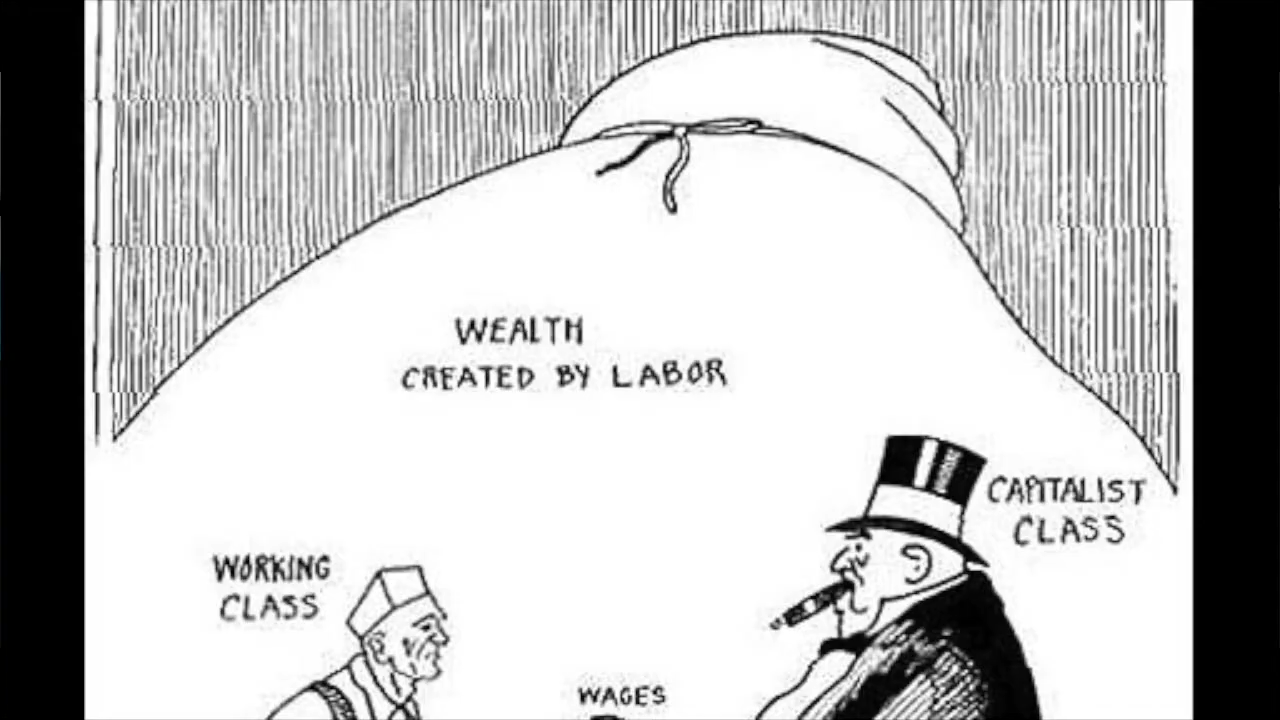 WEALTH
CREATED BY LABOR
CAPITALIST
CLASS
WORKING
CLASS
WAGES